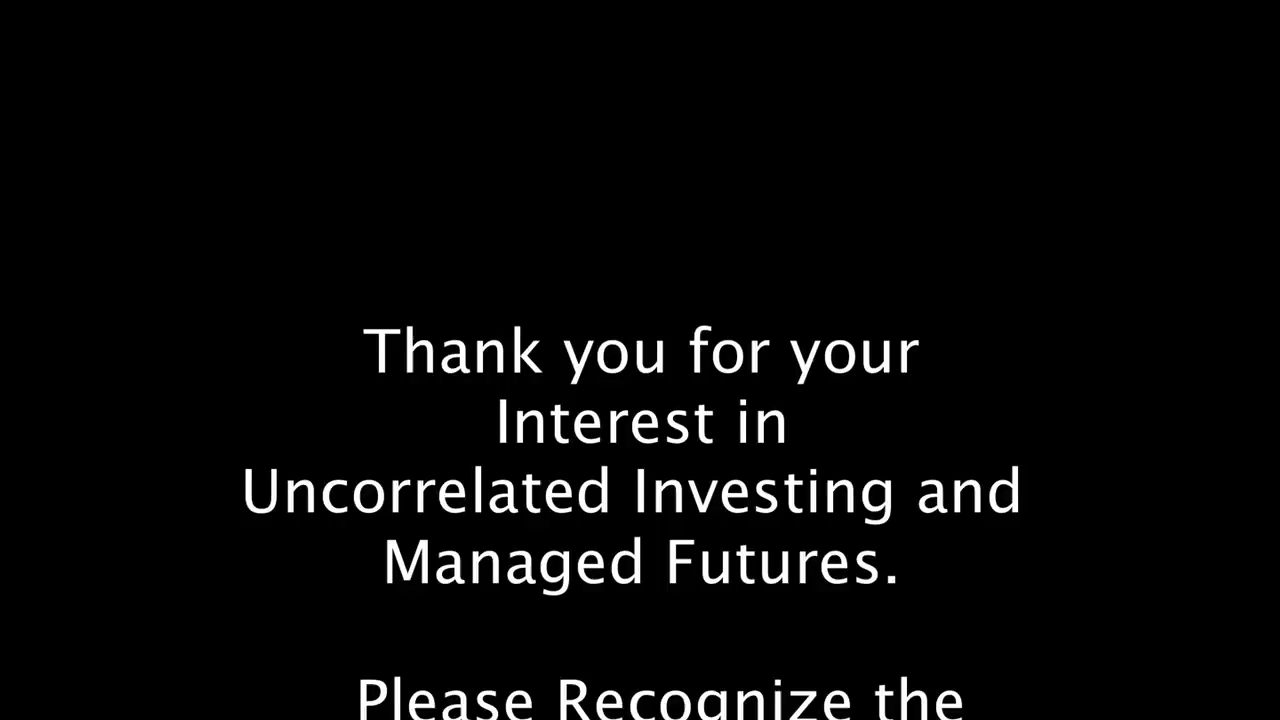 Thank you for your
Interest in
Uncorrelated Investing and
Managed Futures.
Please Recognize the